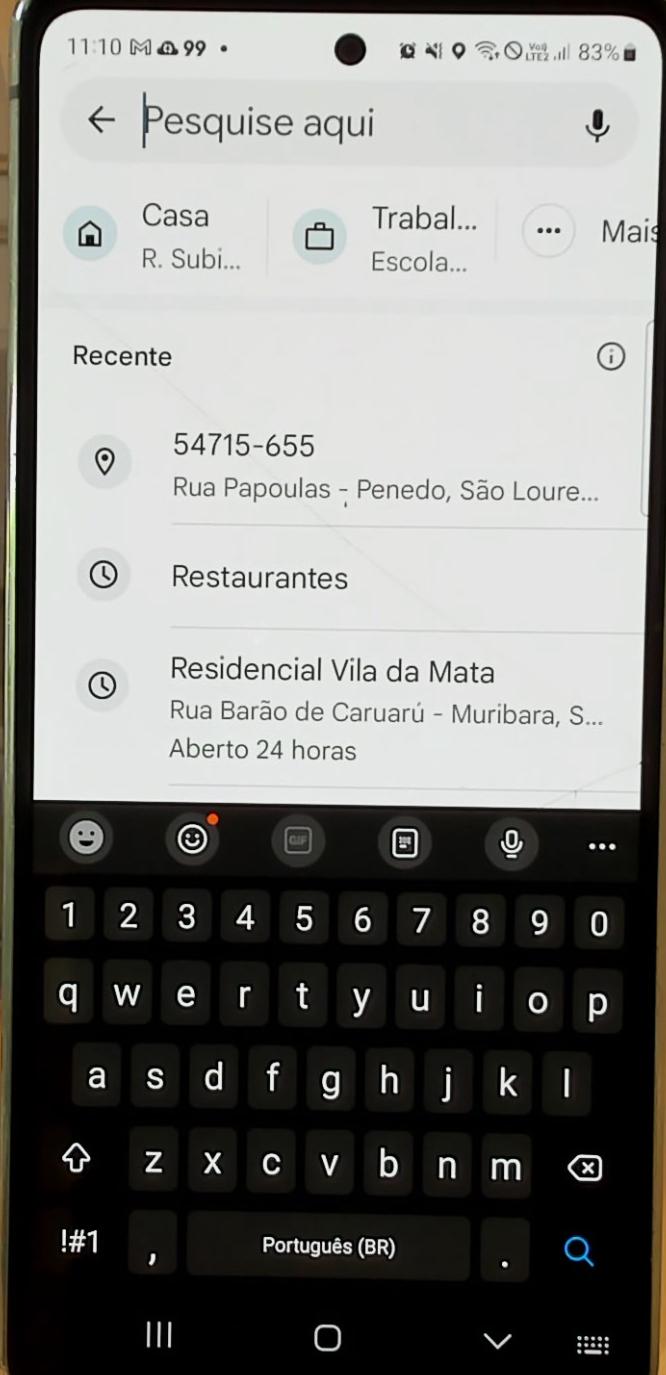 11:10 99 • Vo)) LTE2 83%
Pesquise aqui
Casa
R. Subi...
Trabal...
Escola...
Mais
Recente
54715-655
Rua Papoulas - Penedo, São Loure...
Restaurantes
Residencial Vila da Mata
Rua Barão de Caruarú - Muribara, S...
Aberto 24 horas
GIF
1 2 3 4 5 6 7 8 9 0
q w e r t y u i o p
a s d f g h j k l
z x c v b n m
!#1 , Português (BR) .